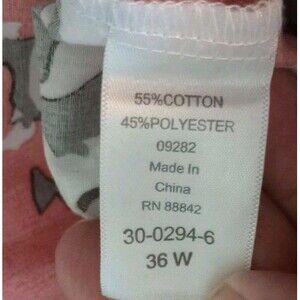 55%COTTON
45%POLYESTER
09282
Made In
China
RN 88842
30-0294-6
36 W